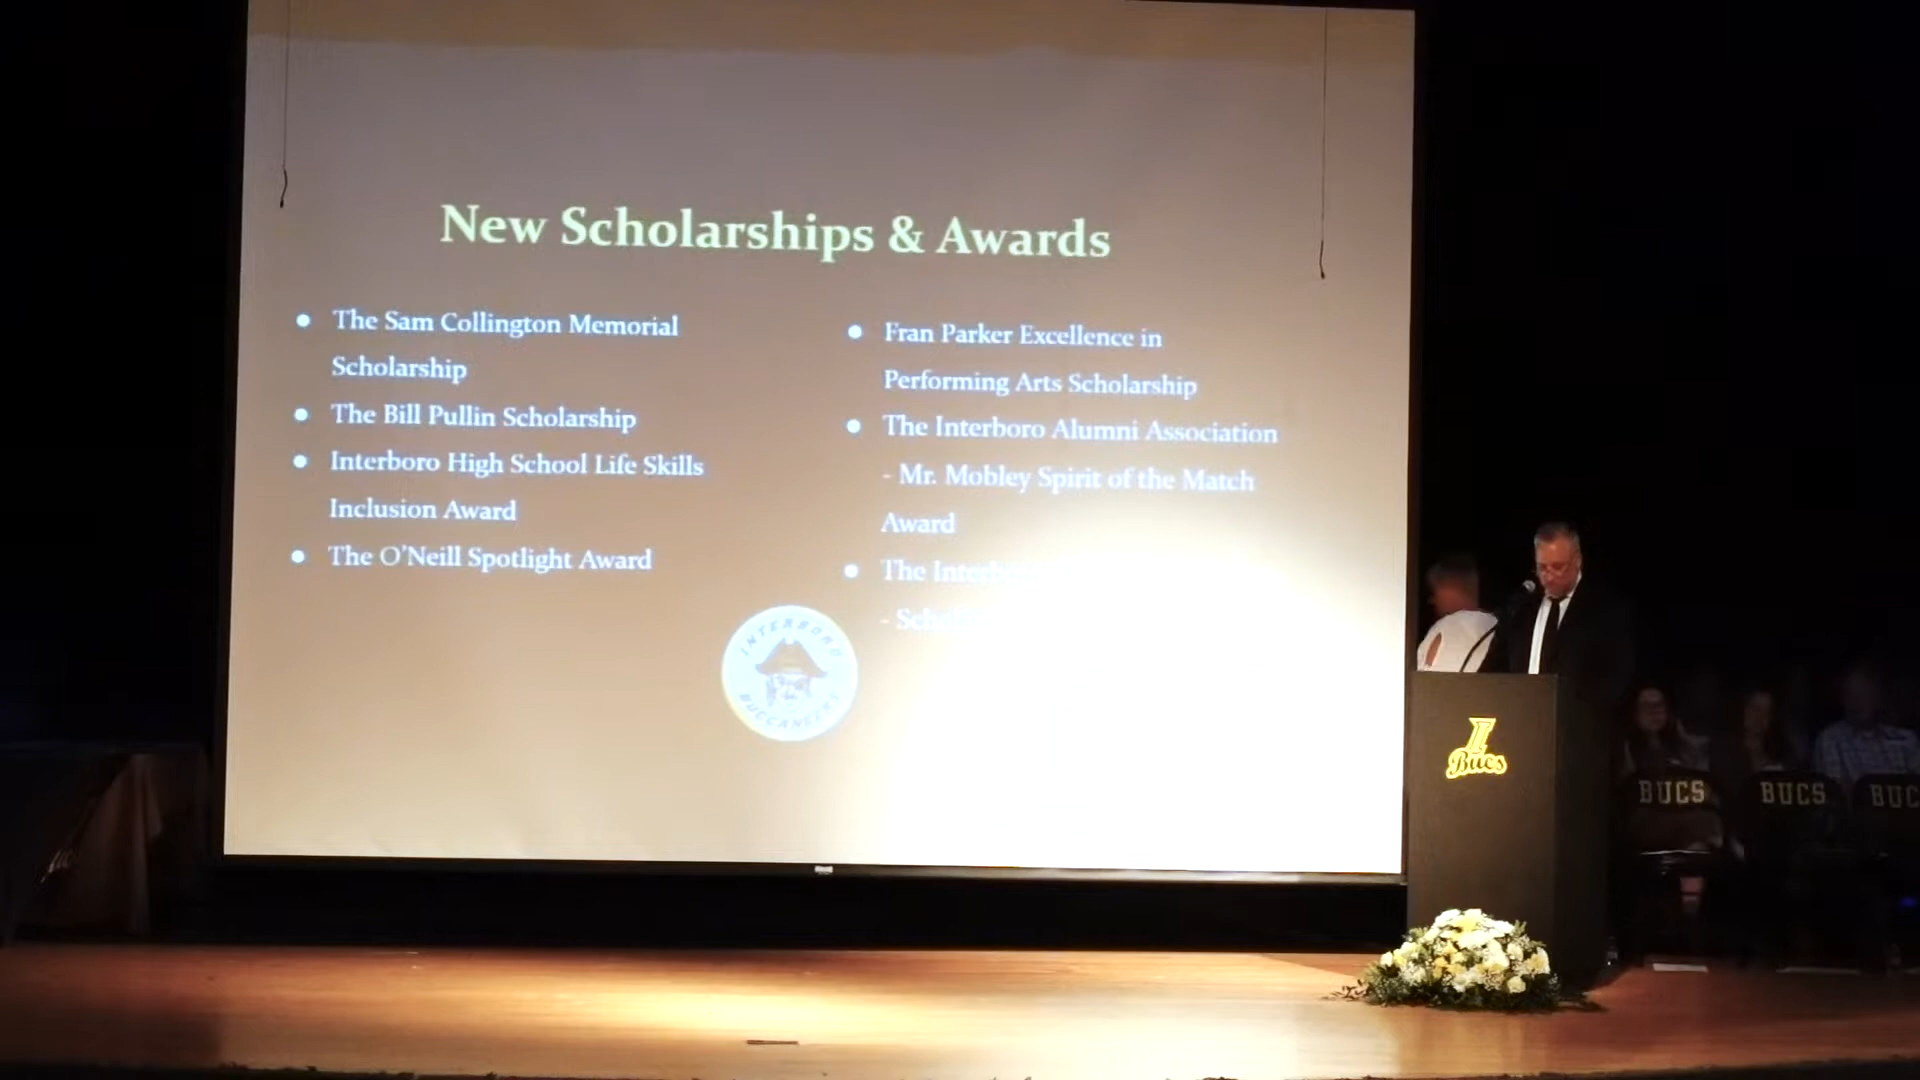 New Scholarships & Awards
The Sam Collington Memorial
Scholarship
The Bill Pullin Scholarship
Interboro High School Life Skills
Inclusion Award
The O'Neill Spotlight Award
Fran Parker Excellence in
Performing Arts Scholarship
The Interboro Alumni Association
- Mr. Mobley Spirit of the Match
Award
The
-
INTERBORO
BUCCANEERS
I
Bucs
BUCS
BUCS